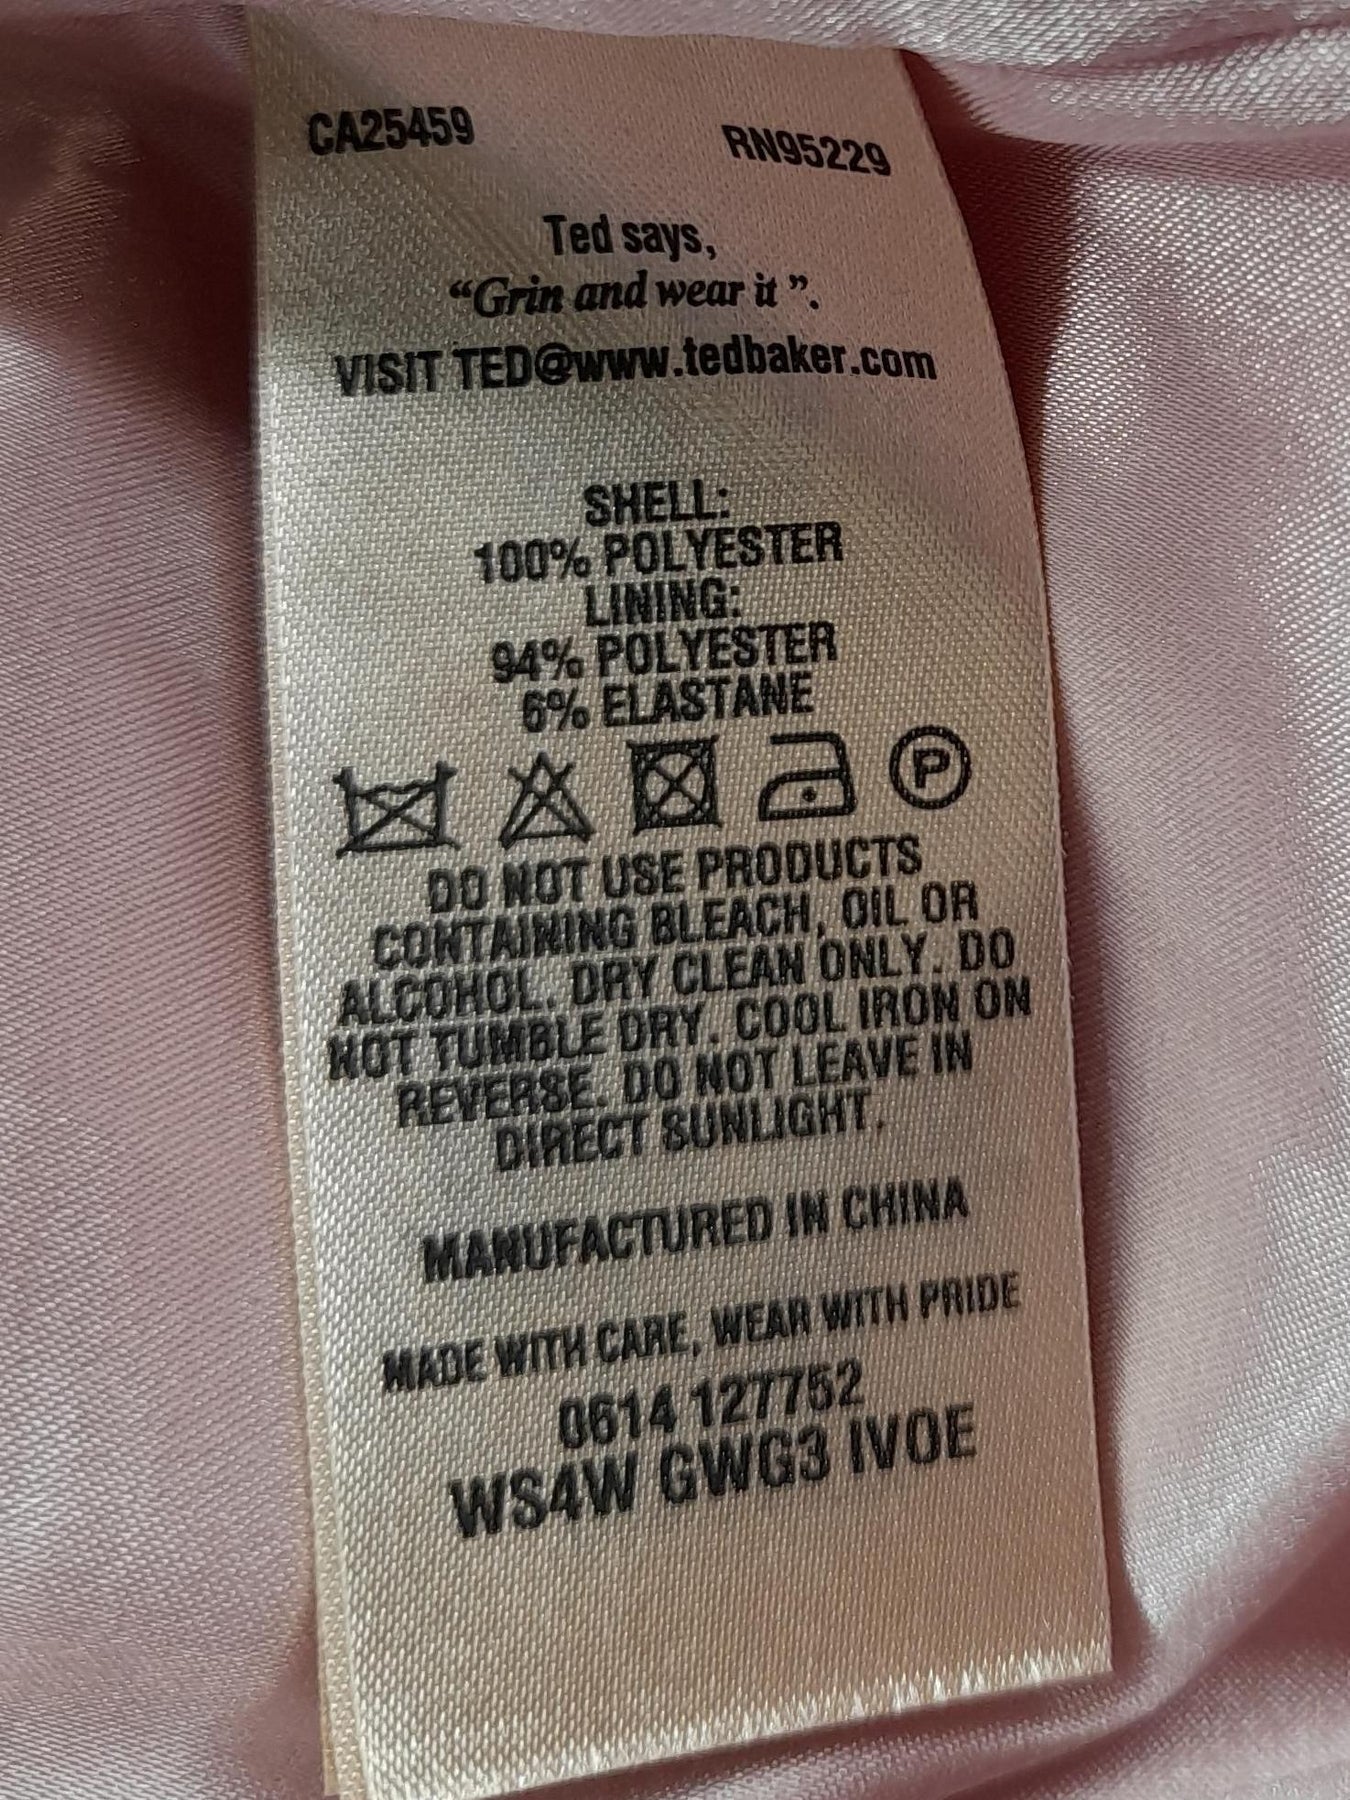 CA25459 RN95229
Ted says,
“Grin and wear it”.
VISIT TED@www.tedbaker.com
SHELL:
100% POLYESTER
LINING:
94% POLYESTER
6% ELASTANE
P
DO NOT USE PRODUCTS
CONTAINING BLEACH, OIL OR
ALCOHOL. DRY CLEAN ONLY. DO
NOT TUMBLE DRY. COOL IRON ON
REVERSE. DO NOT LEAVE IN
DIRECT SUNLIGHT.
MANUFACTURED IN CHINA
MADE WITH CARE, WEAR WITH PRIDE
0614 127752
WS4W GWG3 IVOE